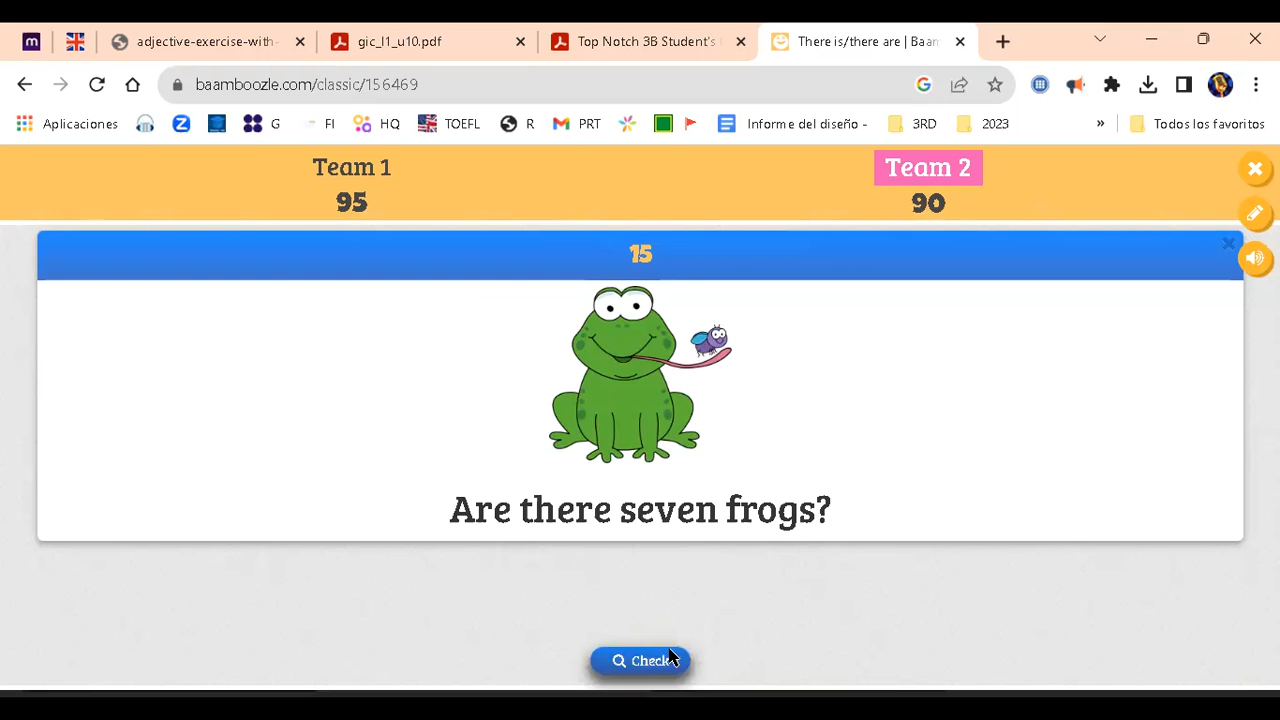 adjective-exercise-with-
gic_l1_u10.pdf
Top Notch 3B Student's
There is/there are | Baam
baamboozle.com/classic/156469
Aplicaciones
G
FI
HQ
TOEFL
R
PRT
Informe del diseño -
3RD
2023
»
Todos los favoritos
Team 1
Team 2
95
90
15
Are there seven frogs?
Check